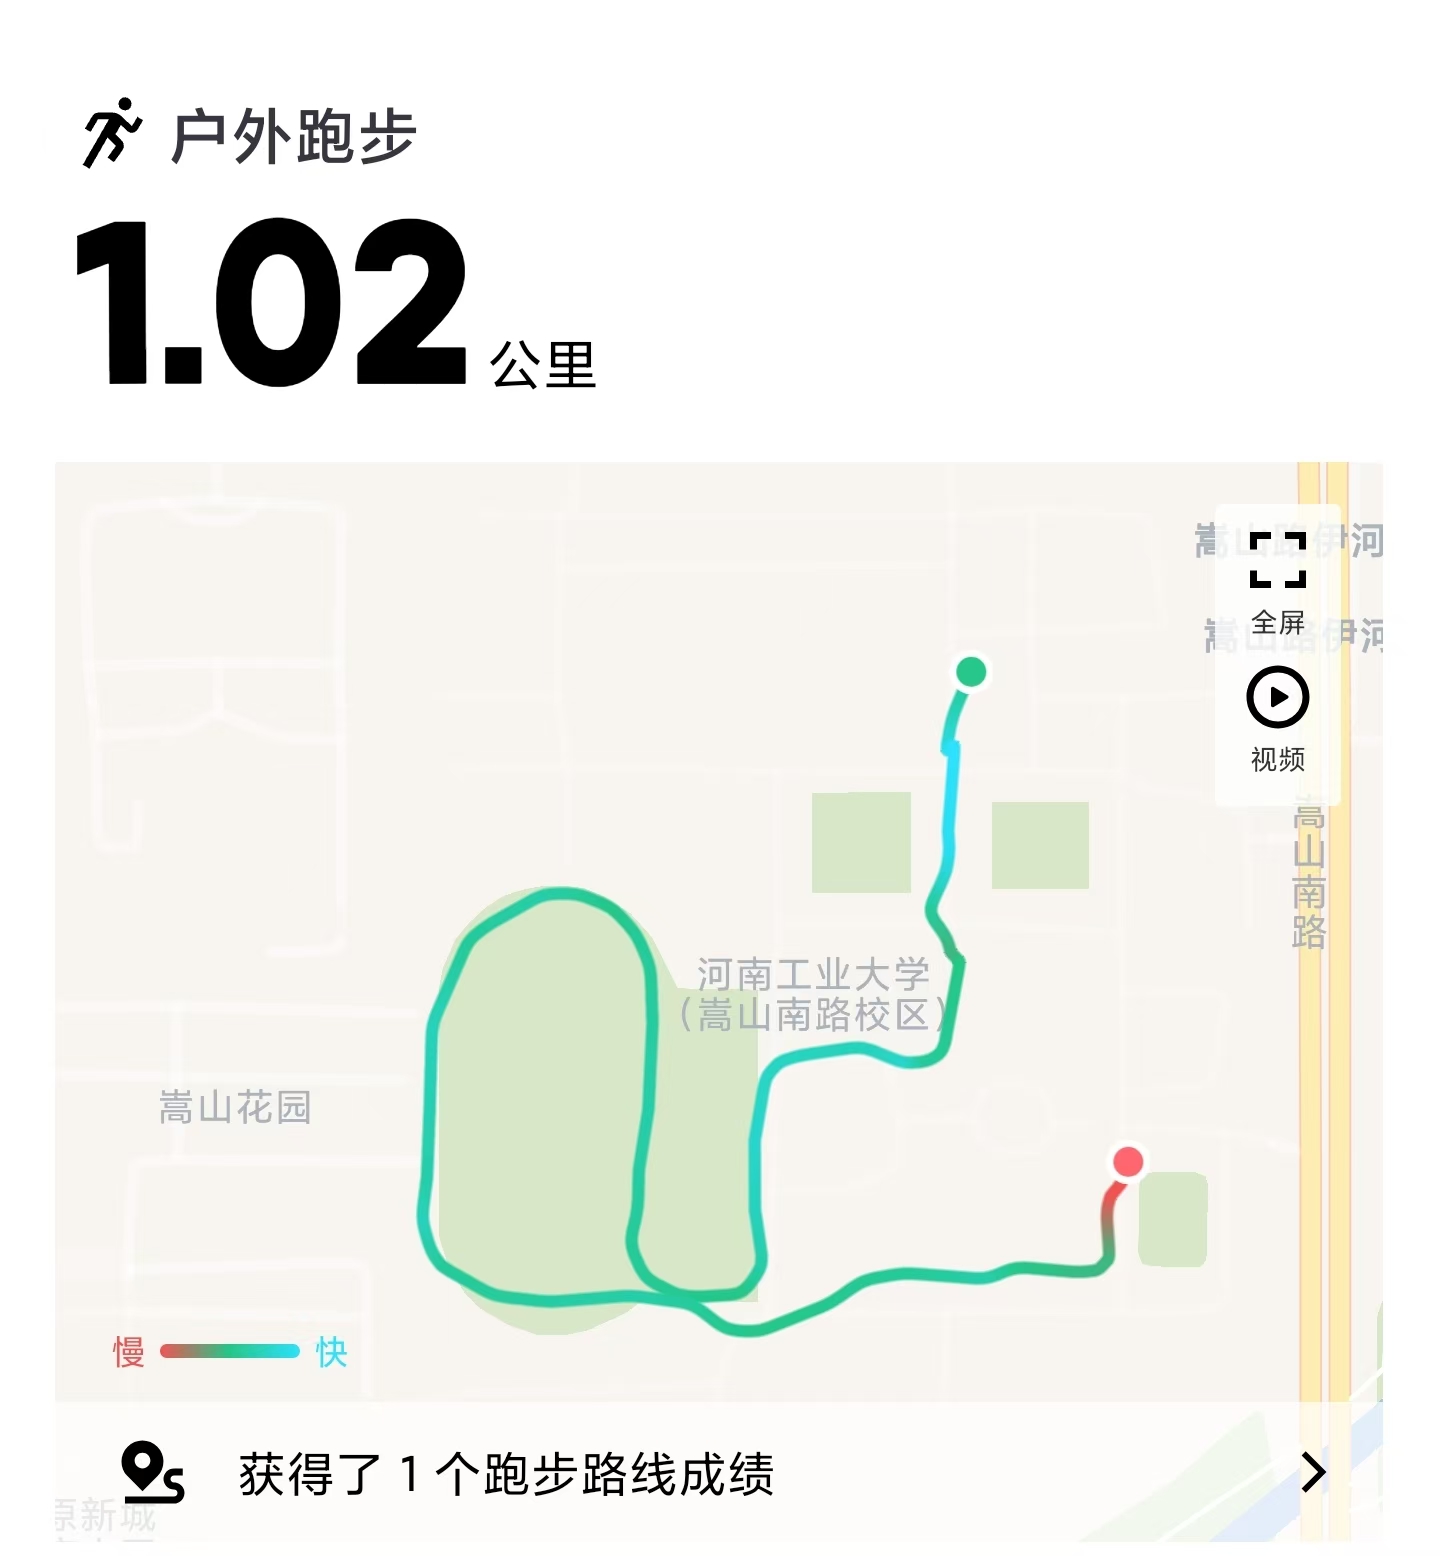 户外跑步
1.02 公里
嵩山路伊河
全屏
嵩山路伊河
视频
嵩山南路
河南工业大学
（嵩山南路校区）
嵩山花园
慢 快
获得了 1 个跑步路线成绩
原新城